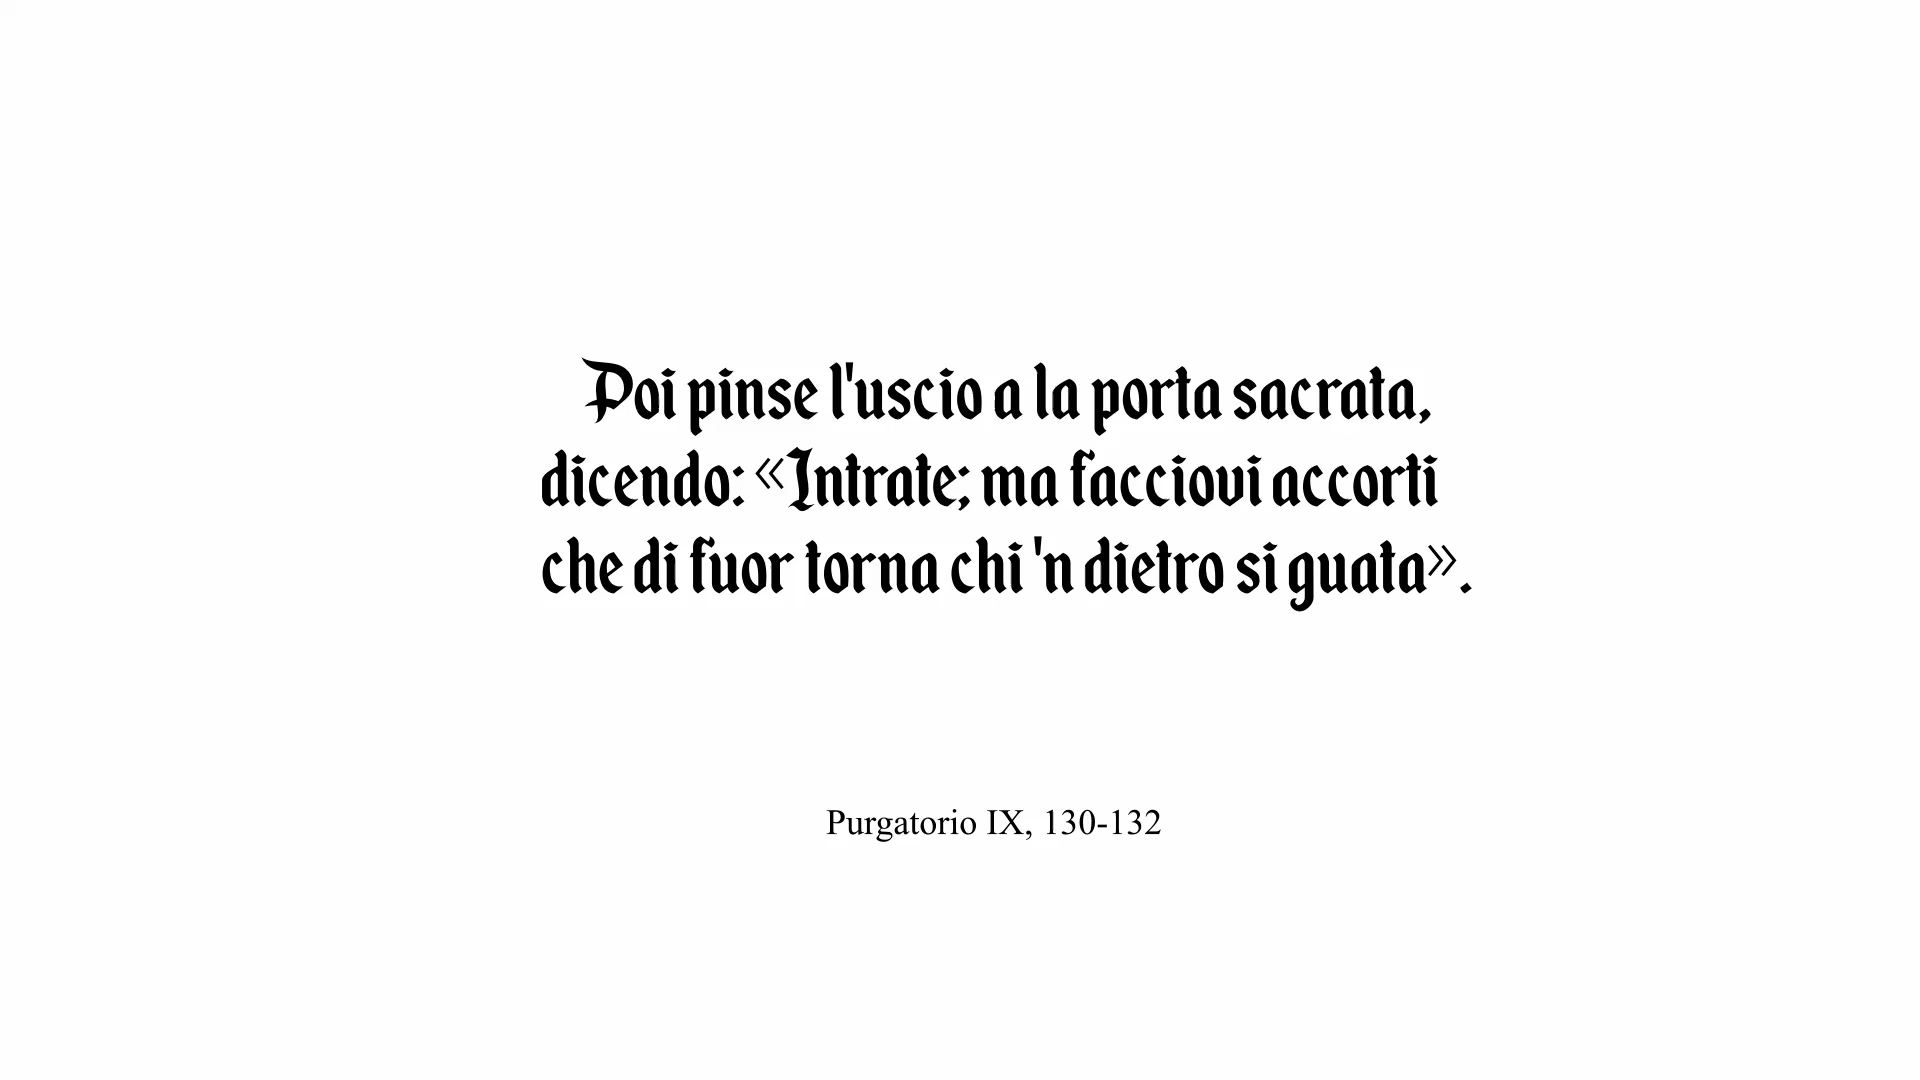 Poi pinse l'uscio a la porta sacrata,
dicendo: «Intrate; ma facciovi accorti
che di fuor torna chi 'n dietro si guata».
Purgatorio IX, 130-132